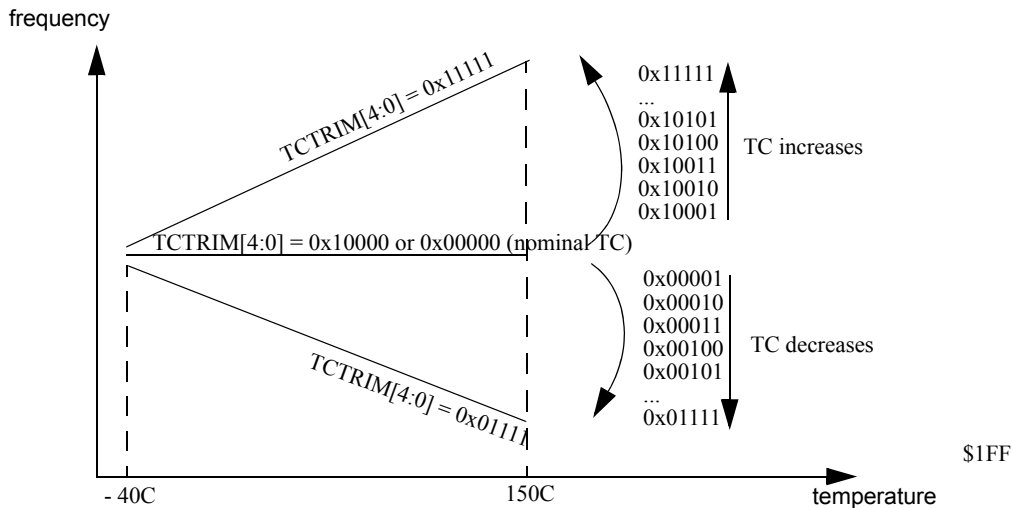 frequency
TCTRIM[4:0] = 0x11111
0x11111
...
0x10101
0x10100
0x10011
0x10010
0x10001
TC increases
TCTRIM[4:0] = 0x10000 or 0x00000 (nominal TC)
0x00001
0x00010
0x00011
0x00100
0x00101
...
0x01111
TC decreases
TCTRIM[4:0] = 0x01111
$1FF
- 40C
150C
temperature